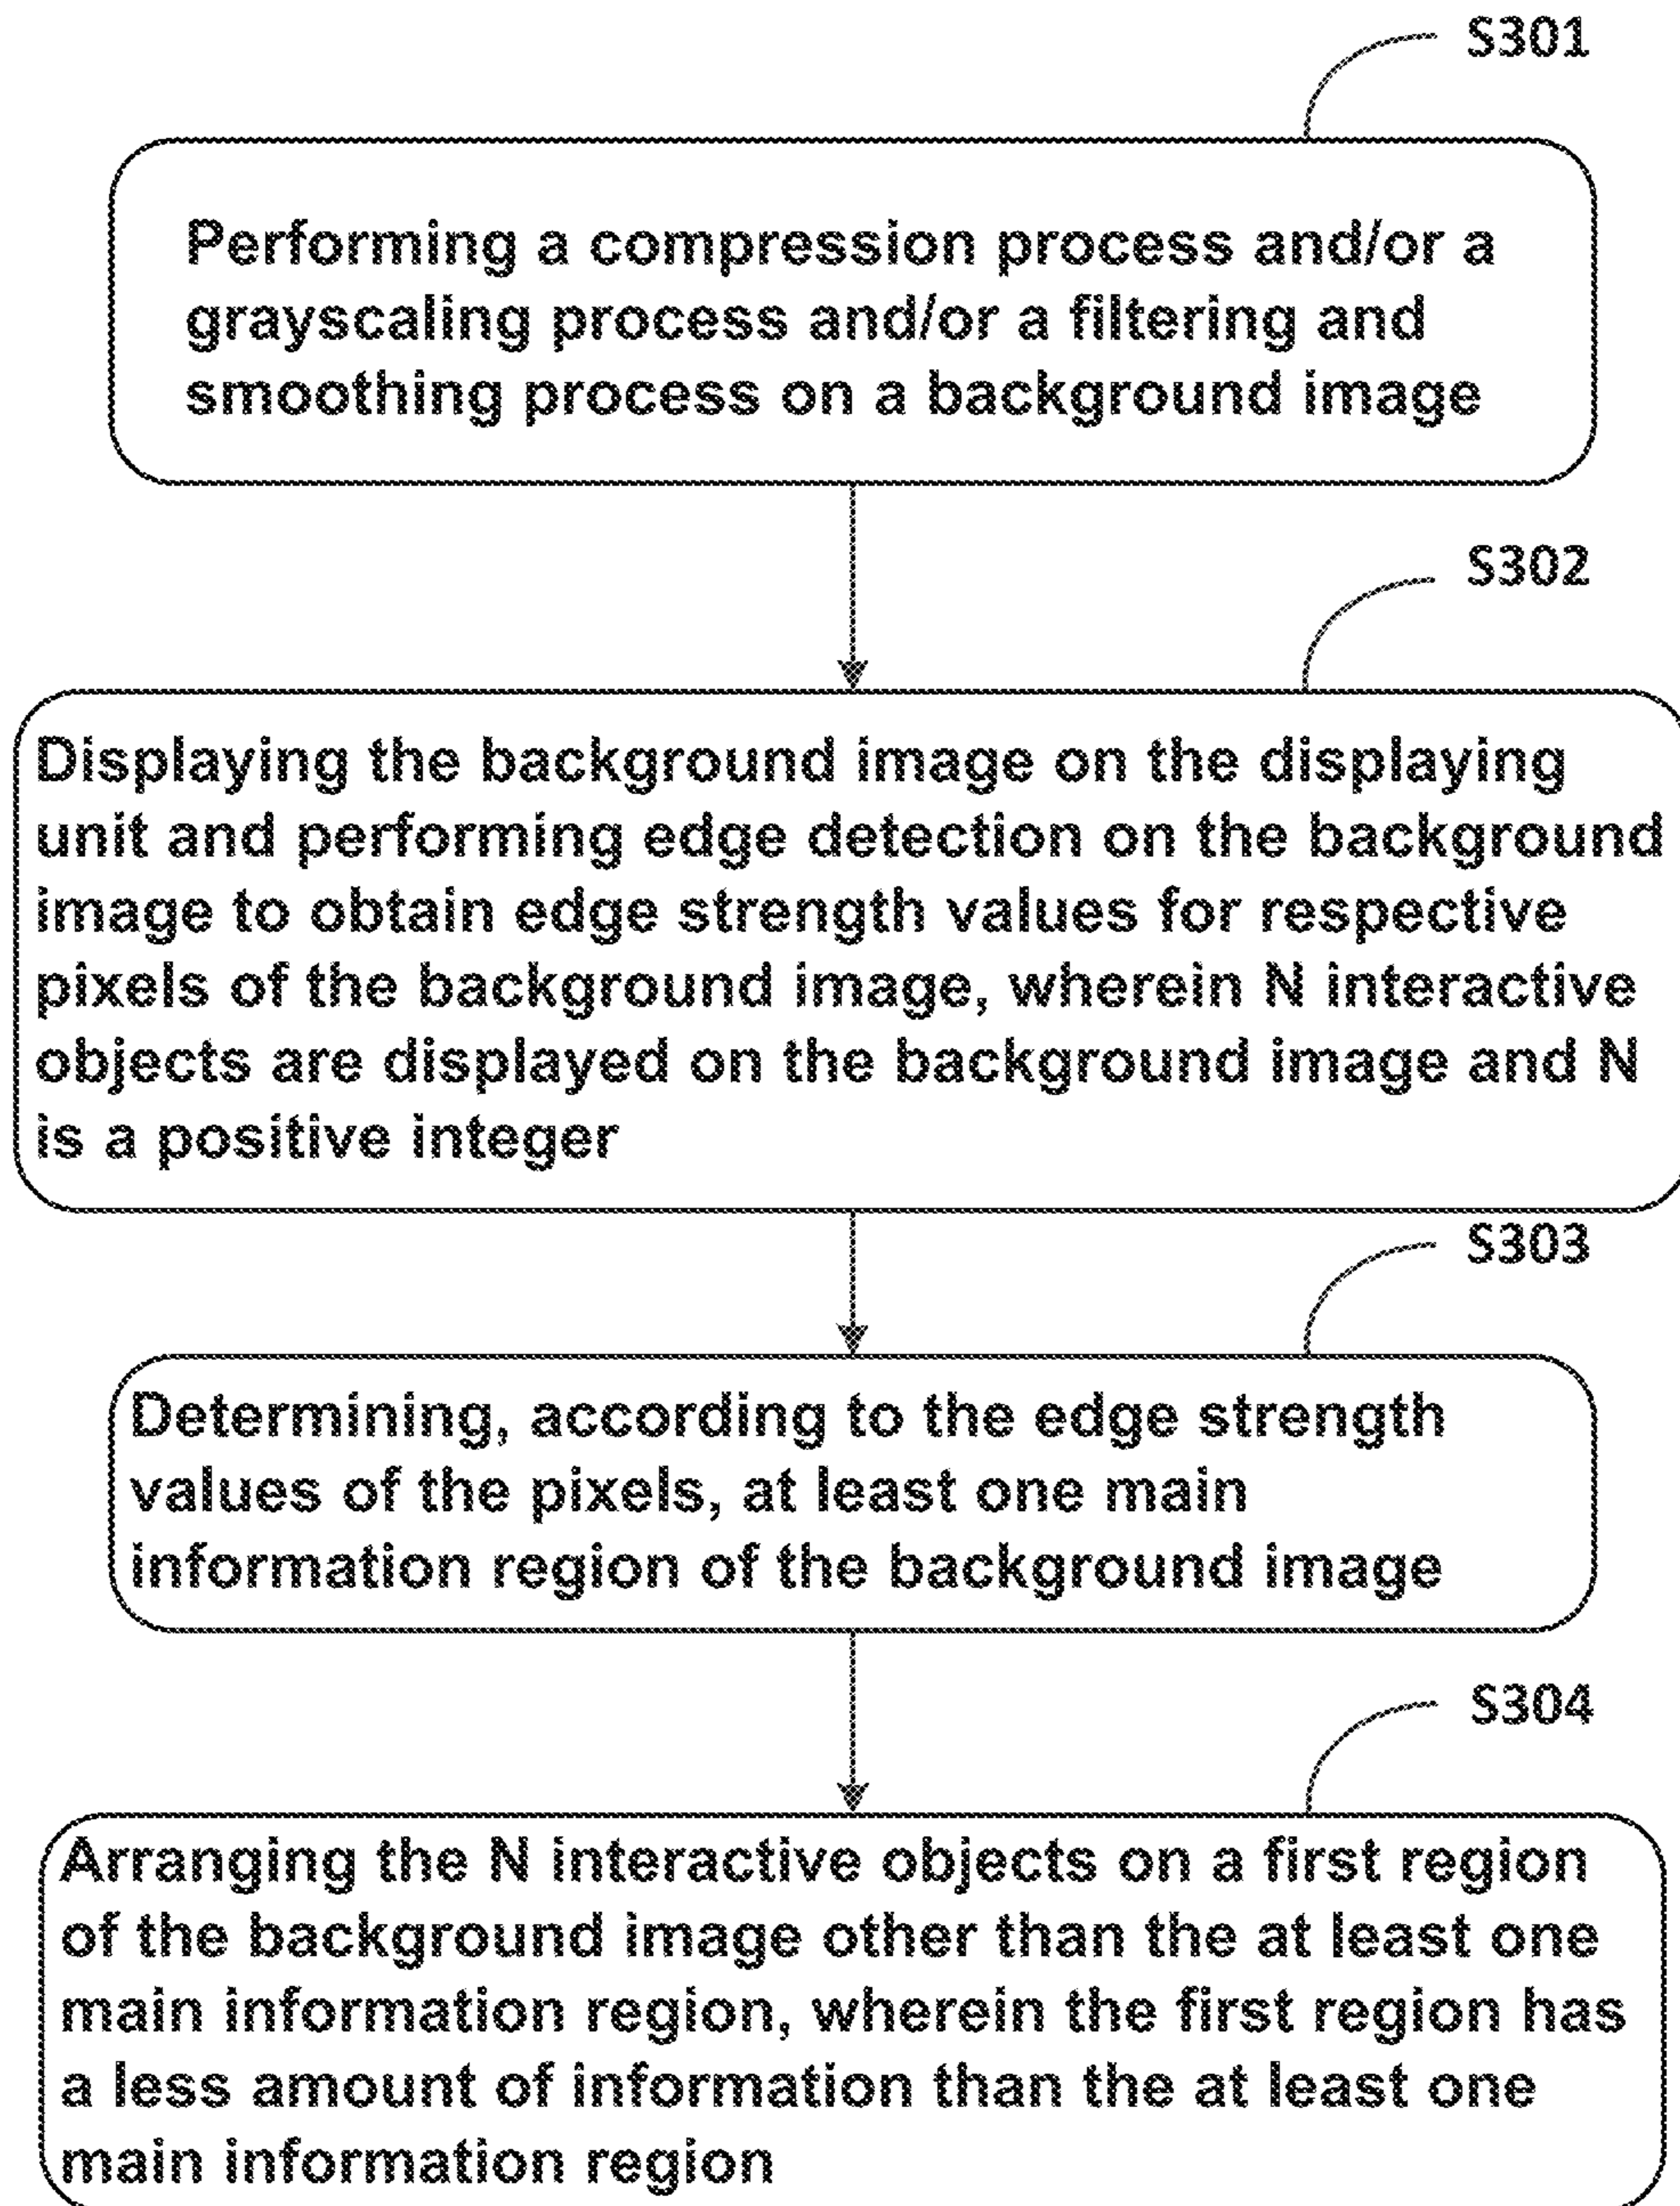 S301
Performing a compression process and/or a
grayscaling process and/or a filtering and
smoothing process on a background image
S302
Displaying the background image on the displaying
unit and performing edge detection on the background
image to obtain edge strength values for respective
pixels of the background image, wherein N interactive
objects are displayed on the background image and N
is a positive integer
S303
Determining, according to the edge strength
values of the pixels, at least one main
information region of the background image
S304
Arranging the N interactive objects on a first region
of the background image other than the at least one
main information region, wherein the first region has
a less amount of information than the at least one
main information region